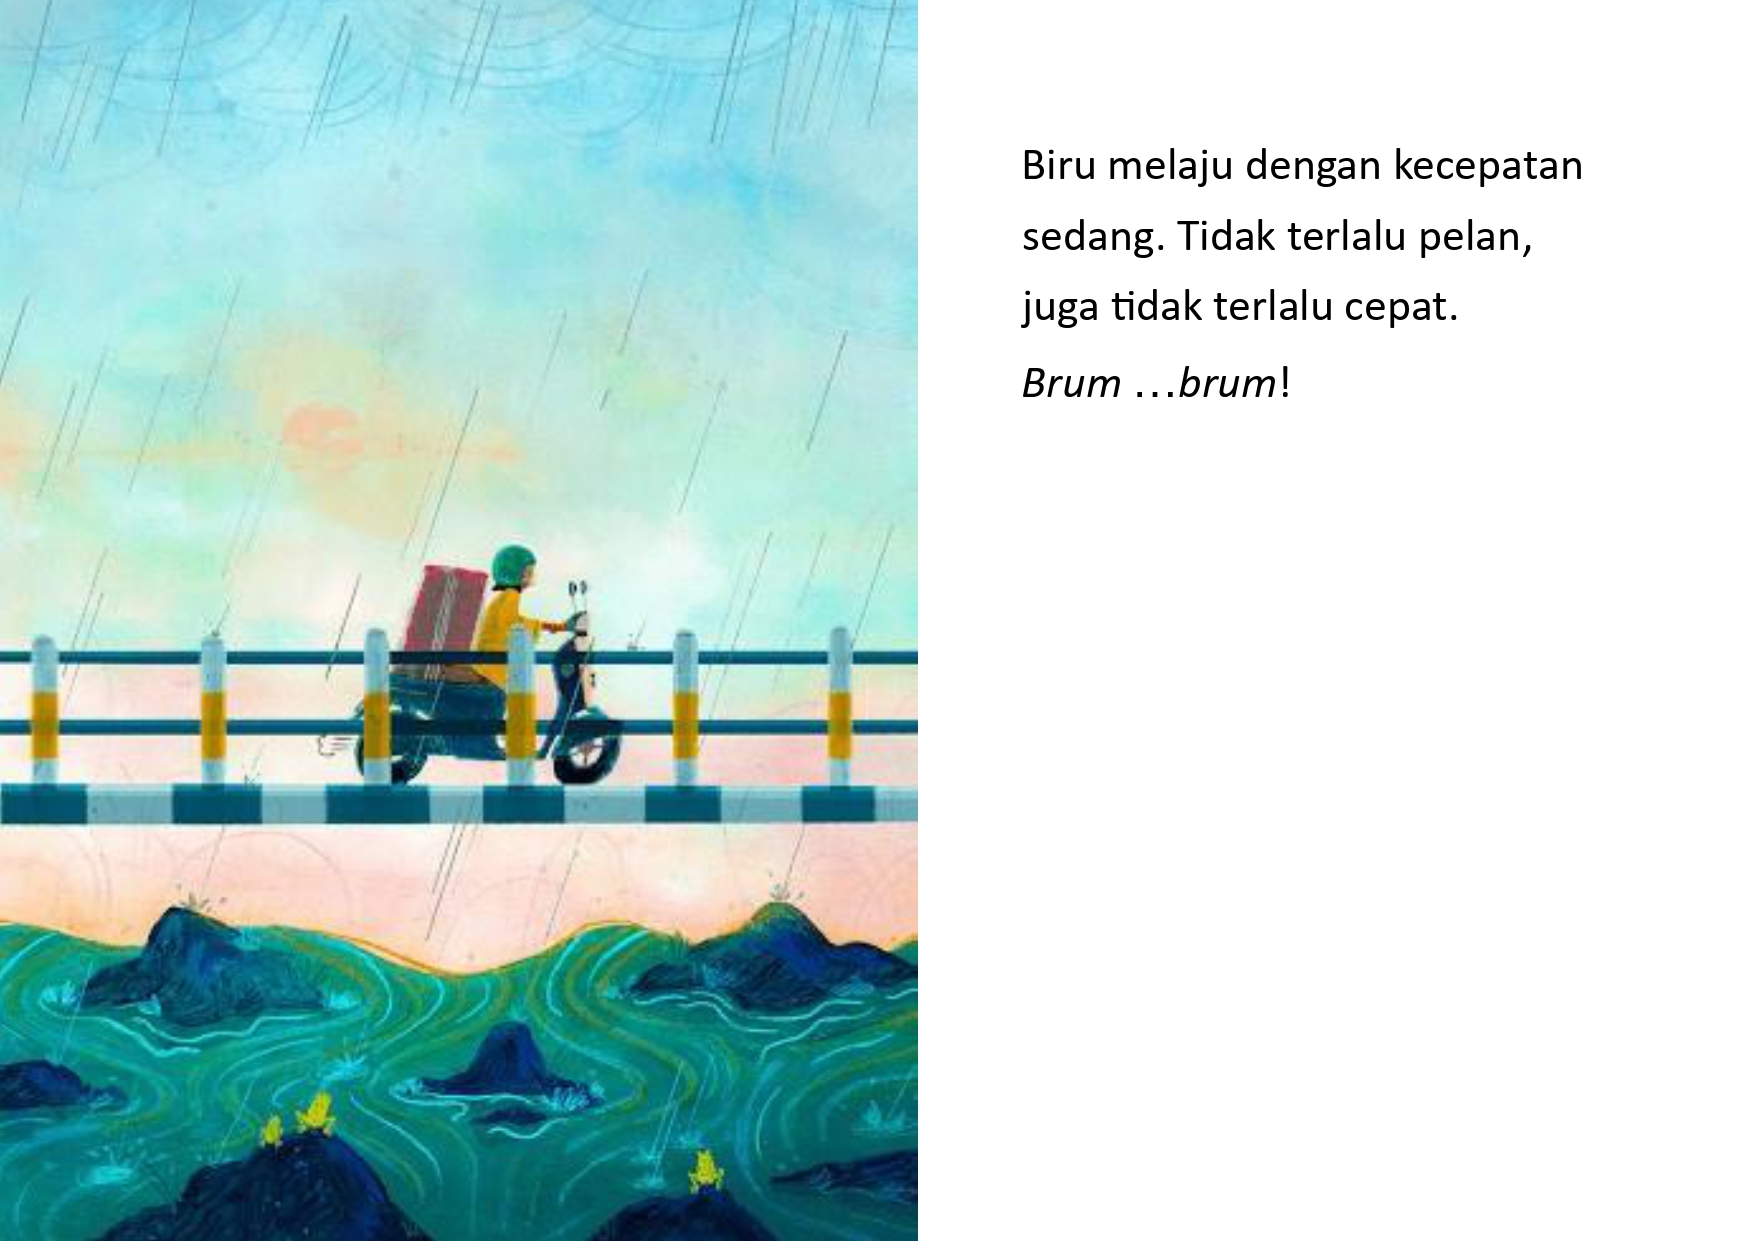 Biru melaju dengan kecepatan
sedang. Tidak terlalu pelan,
juga tidak terlalu cepat.
Brum …brum!